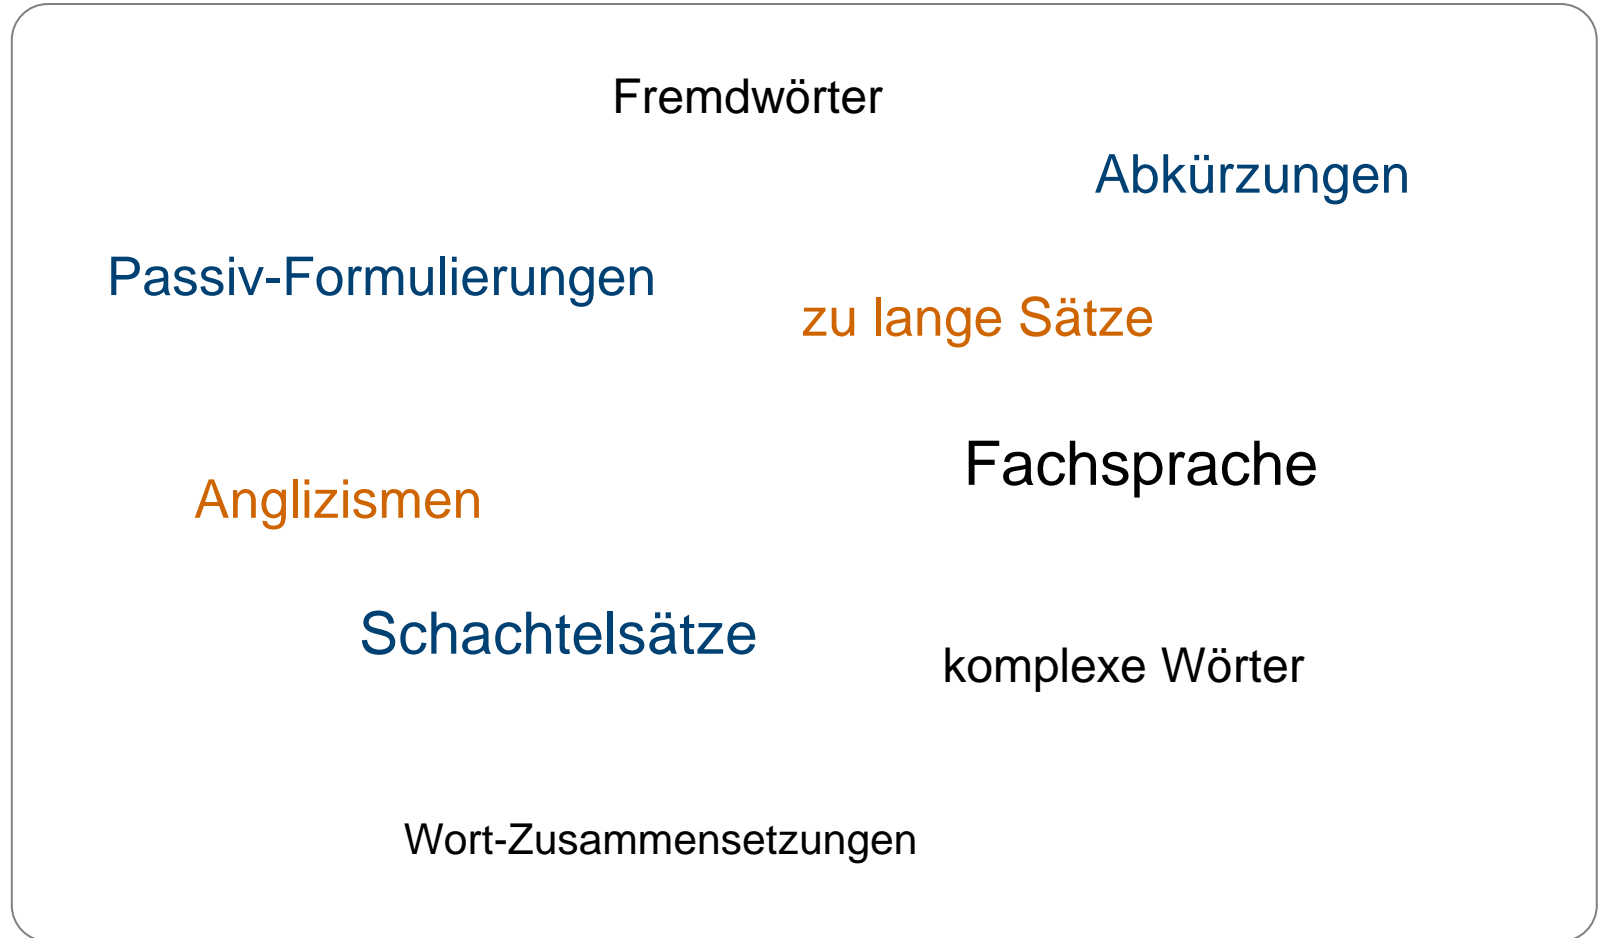 Fremdwörter
Abkürzungen
Passiv-Formulierungen
zu lange Sätze
Fachsprache
Anglizismen
Schachtelsätze
komplexe Wörter
Wort-Zusammensetzungen